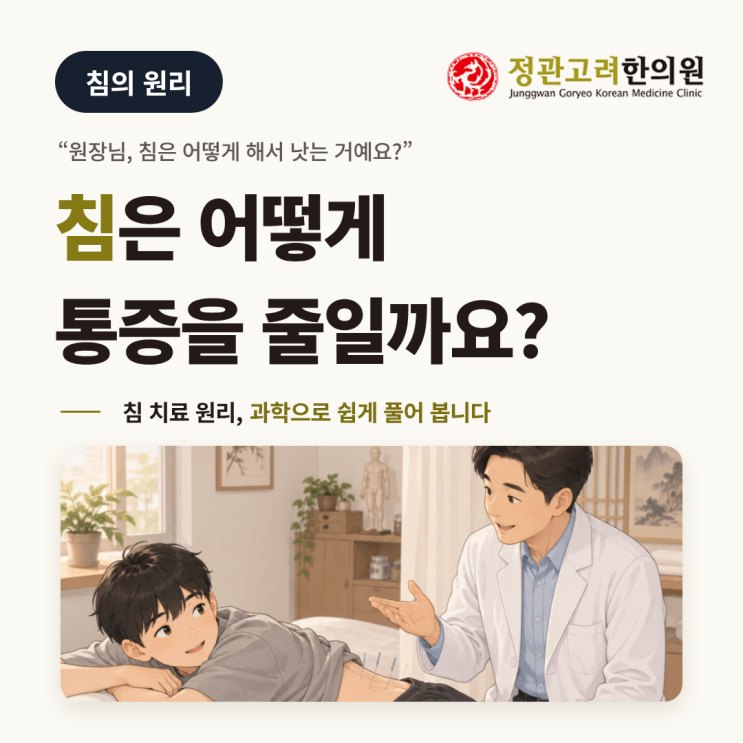 침의 원리
정관고려한의원
Junggwan Goryeo Korean Medicine Clinic
“원장님, 침은 어떻게 해서 낫는 거예요?”
침은 어떻게
통증을 줄일까요?
침 치료 원리, 과학으로 쉽게 풀어 봅니다